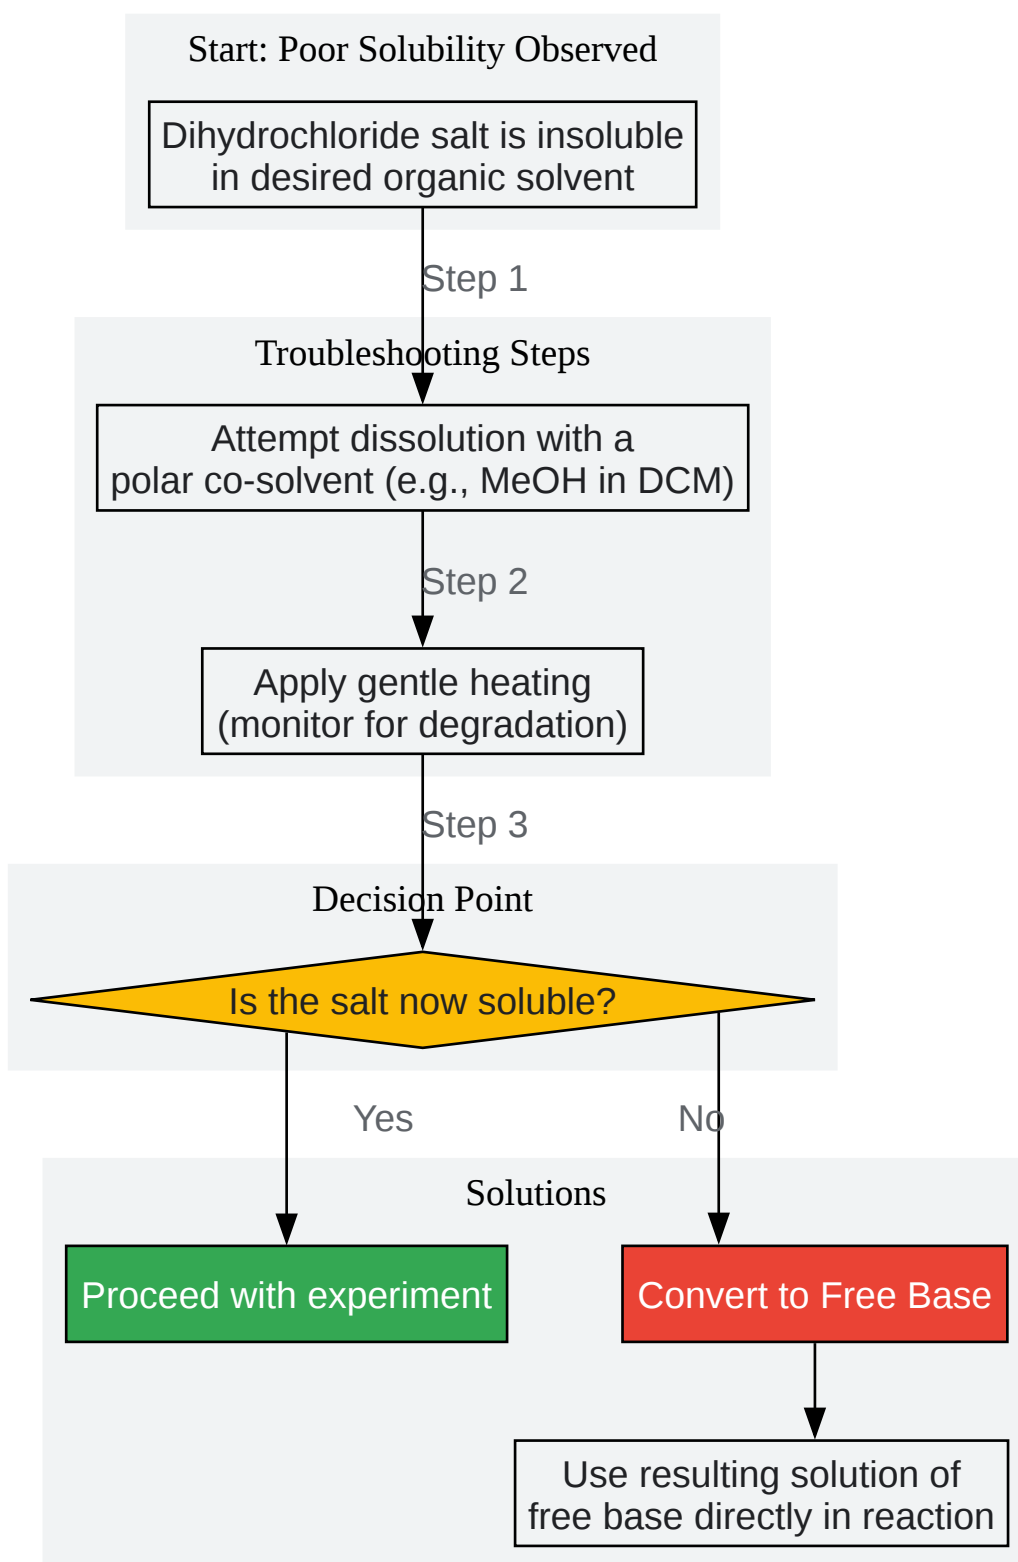 Start: Poor Solubility Observed
Dihydrochloride salt is insoluble
in desired organic solvent
Step 1
Troubleshooting Steps
Attempt dissolution with a
polar co-solvent (e.g., MeOH in DCM)
Step 2
Apply gentle heating
(monitor for degradation)
Step 3
Decision Point
Is the salt now soluble?
Yes
No
Solutions
Proceed with experiment
Convert to Free Base
Use resulting solution of
free base directly in reaction